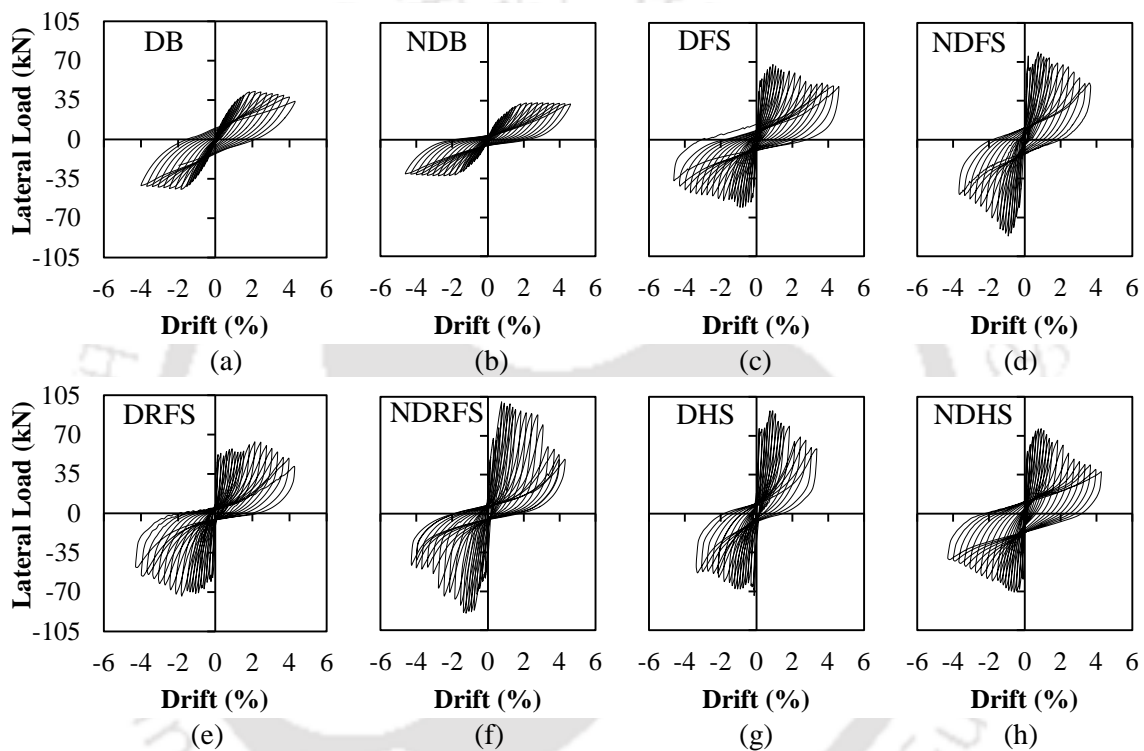 105
70
35
0
-35
-70
-105
Lateral Load (kN)
DB
NDB
DFS
NDFS
-6 -4 -2 0 2 4 6
-6 -4 -2 0 2 4 6
-6 -4 -2 0 2 4 6
-6 -4 -2 0 2 4 6
Drift (%)
Drift (%)
Drift (%)
Drift (%)
(a)
(b)
(c)
(d)
105
70
35
0
-35
-70
-105
Lateral Load (kN)
DRFS
NDRFS
DHS
NDHS
-6 -4 -2 0 2 4 6
-6 -4 -2 0 2 4 6
-6 -4 -2 0 2 4 6
-6 -4 -2 0 2 4 6
Drift (%)
Drift (%)
Drift (%)
Drift (%)
(e)
(f)
(g)
(h)